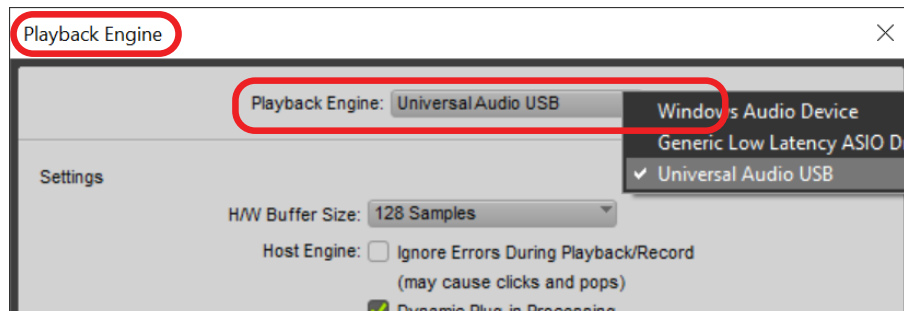 Playback Engine
Playback Engine: Universal Audio USB
Windows Audio Device
Generic Low Latency ASIO
✓ Universal Audio USB
Settings
H/W Buffer Size: 128 Samples
Host Engine: Ignore Errors During Playback/Record
(may cause clicks and pops)
Dynamic Plug-in Processing